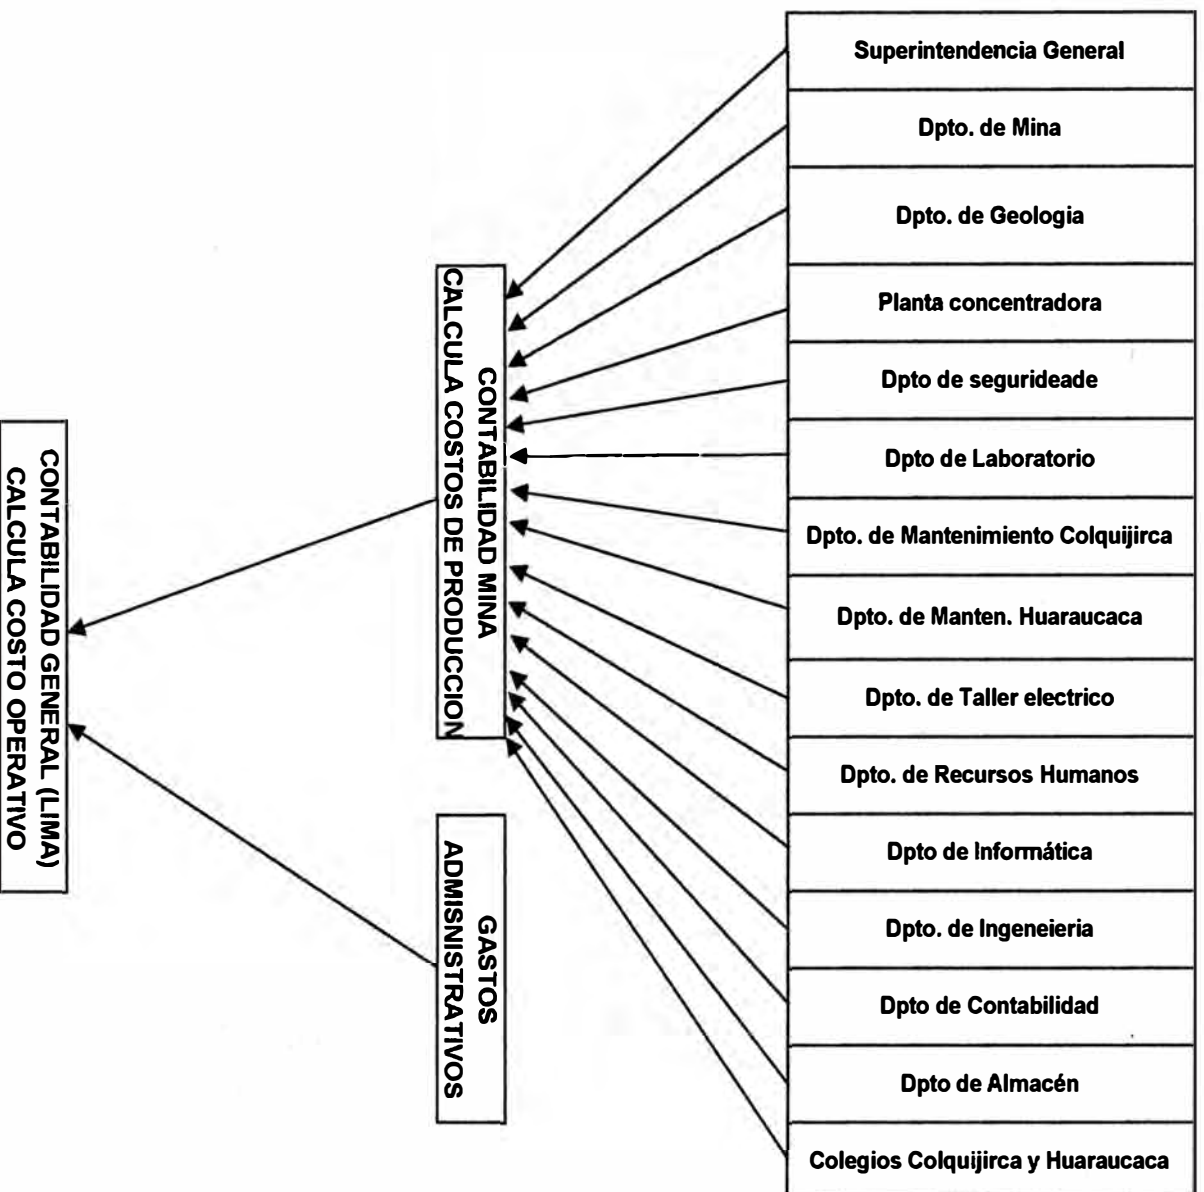 Superintendencia General
Dpto. de Mina
Dpto. de Geologia
Planta concentradora
Dpto de segurideade
Dpto de Laboratorio
Dpto. de Mantenimiento Colquijirca
Dpto. de Manten. Huaraucaca
Dpto. de Taller electrico
Dpto. de Recursos Humanos
Dpto de Informática
Dpto. de Ingeneieria
Dpto de Contabilidad
Dpto de Almacén
Colegios Colquijirca y Huaraucaca
CONTABILIDAD MINA
CALCULA COSTOS DE PRODUCCION
GASTOS
ADMISNISTRATIVOS
CONTABILIDAD GENERAL (LIMA)
CALCULA COSTO OPERATIVO